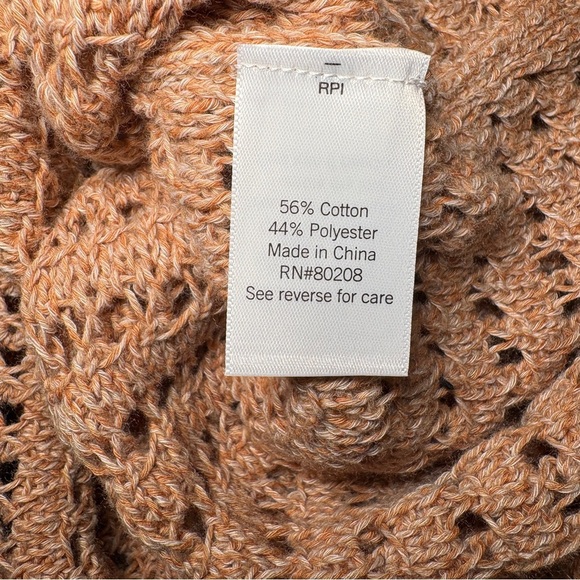 RPI
56% Cotton
44% Polyester
Made in China
RN#80208
See reverse for care